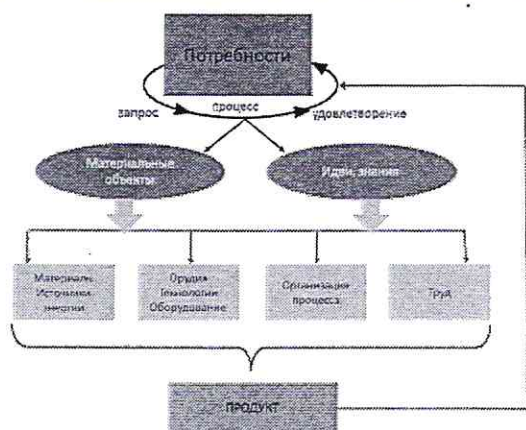 Потребности
запрос
процесс
удовлетворение
Материальные
объекты
Идеи, знания
Материалы
Источники
энергии
Орудия
Технологии
Оборудование
Организация
процесса
Труд
ПРОДУКТ